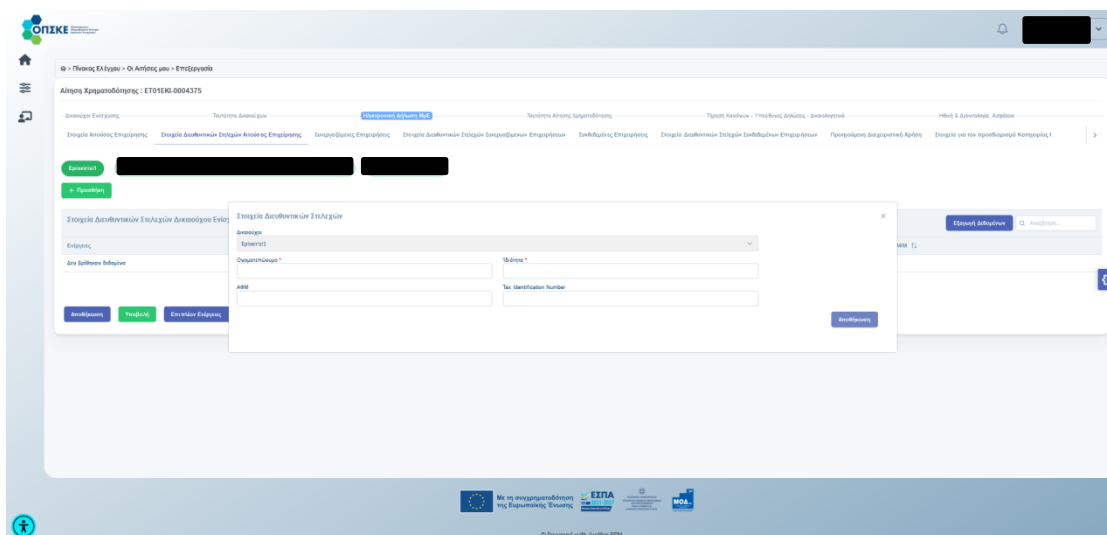 ΟΠΣΚΕ
⌂ > Πίνακας Ελέγχου > Οι Αιτήσεις μου > Επεξεργασία
Αίτηση Χρηματοδότησης : ET01EKI-0004375
Δικαιούχοι Ενίσχυσης Ταυτότητα Δικαιούχων Ηλεκτρονική Δήλωση ΜμΕ Ταυτότητα Αίτησης Χρηματοδότησης Τήρηση Κανόνων - Υπεύθυνες Δηλώσεις - Δικαιολογητικά Ηθική & Δεοντολογία, Ασφάλεια
Στοιχεία Αιτούσας Επιχείρησης Στοιχεία Διευθυντικών Στελεχών Αιτούσας Επιχείρησης Συνεργαζόμενες Επιχειρήσεις Στοιχεία Διευθυντικών Στελεχών Συνεργαζόμενων Επιχειρήσεων Συνδεδεμένες Επιχειρήσεις Στοιχεία Διευθυντικών Στελεχών Συνδεδεμένων Επιχειρήσεων Προηγούμενη Διαχειριστική Χρήση Στοιχεία για τον προσδιορισμό Κατηγορίας Ι
+ Προσθήκη
Στοιχεία Διευθυντικών Στελεχών Δικαιούχου Ενίσχ
Εξαγωγή Δεδομένων Αναζήτηση...
Ενέργειες
Δεν βρέθηκαν δεδομένα
Στοιχεία Διευθυντικών Στελεχών ×
Δικαιούχοι
Ονοματεπώνυμο * Ιδιότητα *
ΑΦΜ Tax Identification Number
Αποθήκευση
Αποθήκευση Υποβολή Επιπλέον Ενέργειες
Με τη συγχρηματοδότηση
της Ευρωπαϊκής Ένωσης
ΕΣΠΑ
ΜΟΔ